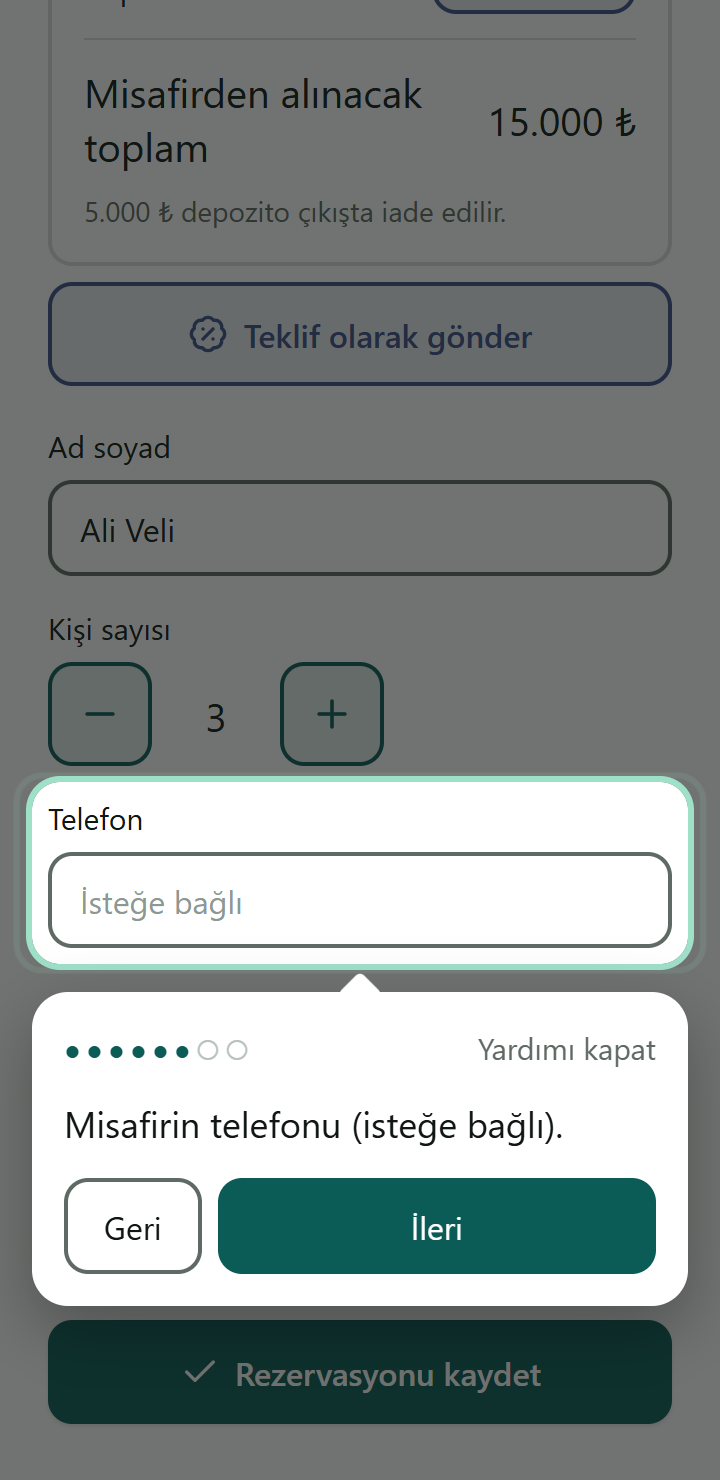 Misafirden alınacak
toplam
15.000 ₺
5.000 ₺ depozito çıkışta iade edilir.
Teklif olarak gönder
Ad soyad
Ali Veli
Kişi sayısı
3
Telefon
İsteğe bağlı
Yardımı kapat
Misafirin telefonu (isteğe bağlı).
Geri
İleri
Rezervasyonu kaydet